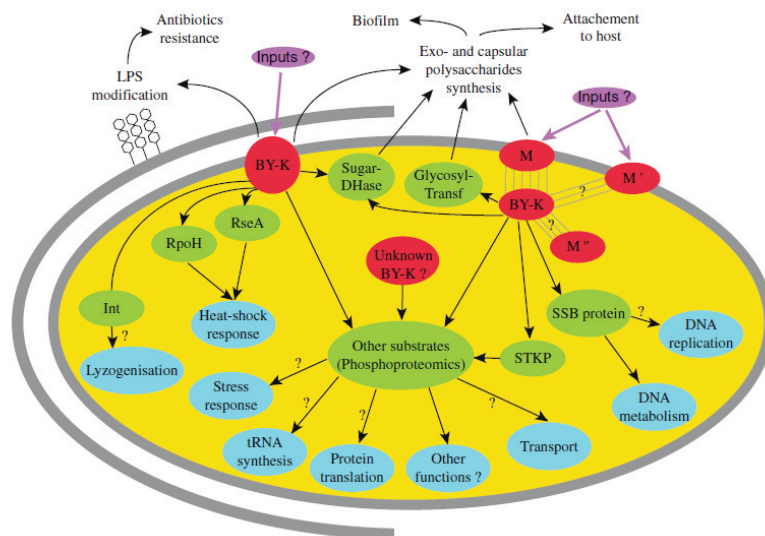 Antibiotics
resistance
Biofilm
Attachement
to host
Inputs ?
Exo- and capsular
polysaccharides
synthesis
LPS
modification
Inputs ?
BY-K
Sugar-
DHase
Glycosyl-
Transf
M
M '
?
BY-K
?
M "
RseA
RpoH
Unknown
BY-K ?
Int
Heat-shock
response
SSB protein
?
DNA
replication
?
Lyzogenisation
Other substrates
(Phosphoproteomics)
STKP
?
Stress
response
?
?
?
DNA
metabolism
tRNA
synthesis
Protein
translation
Other
functions ?
Transport